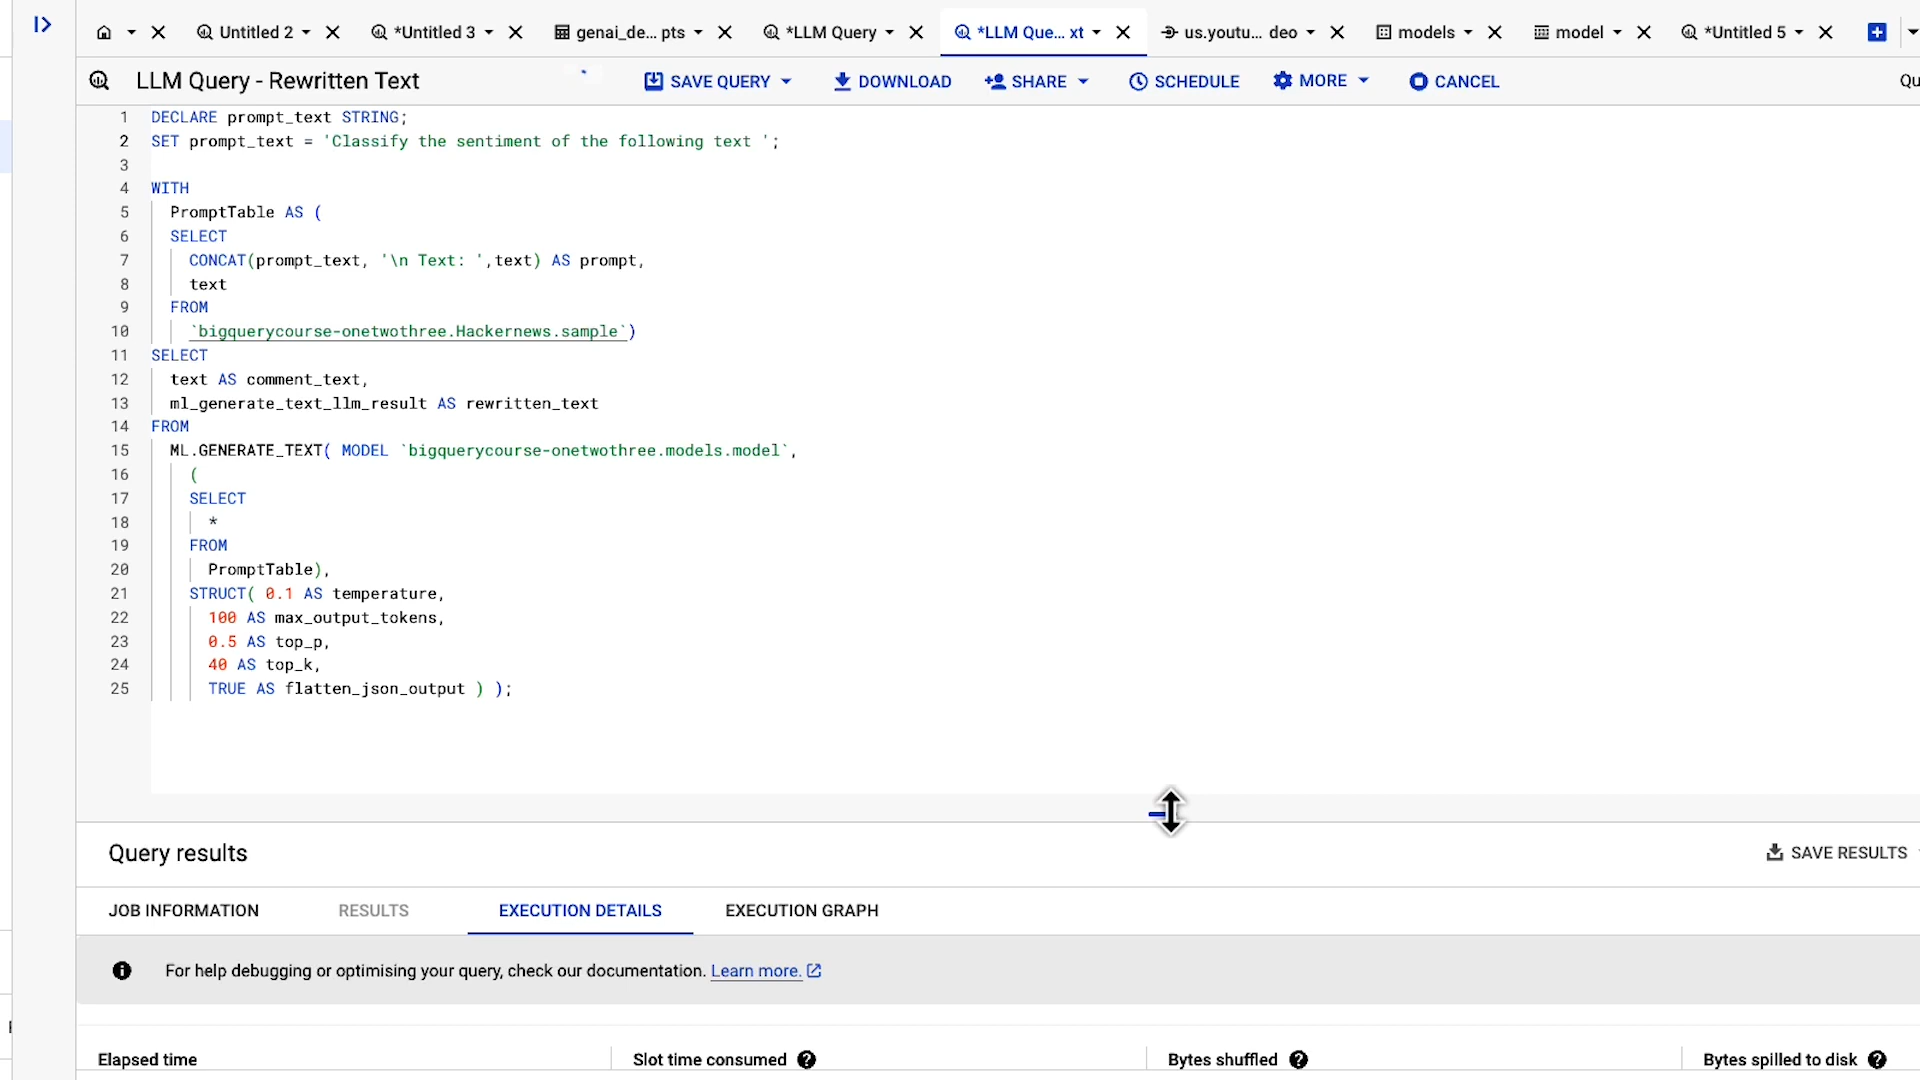 Untitled 2 *Untitled 3 genai_de... pts *LLM Query *LLM Que... xt us.youtu... deo models model *Untitled 5
LLM Query - Rewritten Text SAVE QUERY DOWNLOAD SHARE SCHEDULE MORE CANCEL
1 DECLARE prompt_text STRING;
2 SET prompt_text = 'Classify the sentiment of the following text ';
3
4 WITH
5 PromptTable AS (
6 SELECT
7 CONCAT(prompt_text, '\n Text: ',text) AS prompt,
8 text
9 FROM
10 `bigquerycourse-onetwothree.Hackernews.sample`)
11 SELECT
12 text AS comment_text,
13 ml_generate_text_llm_result AS rewritten_text
14 FROM
15 ML.GENERATE_TEXT( MODEL `bigquerycourse-onetwothree.models.model`,
16 (
17 SELECT
18 *
19 FROM
20 PromptTable),
21 STRUCT( 0.1 AS temperature,
22 100 AS max_output_tokens,
23 0.5 AS top_p,
24 40 AS top_k,
25 TRUE AS flatten_json_output ) );
Query results SAVE RESULTS
JOB INFORMATION RESULTS EXECUTION DETAILS EXECUTION GRAPH
For help debugging or optimising your query, check our documentation. Learn more.
Elapsed time Slot time consumed Bytes shuffled Bytes spilled to disk